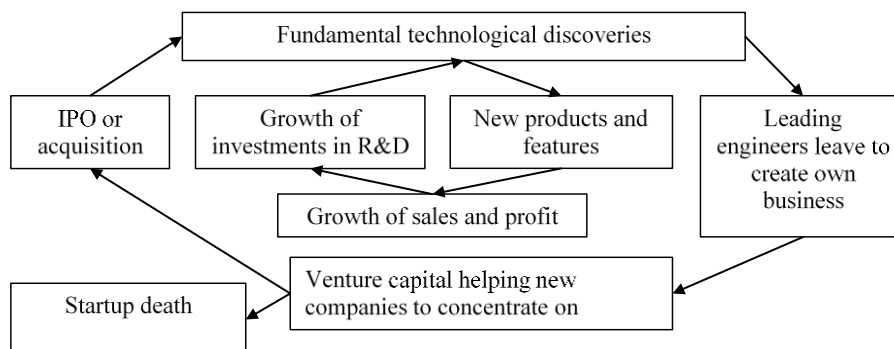 Fundamental technological discoveries
IPO or
acquisition
Growth of
investments in R&D
New products and
features
Leading
engineers leave to
create own
business
Growth of sales and profit
Venture capital helping new
companies to concentrate on
Startup death